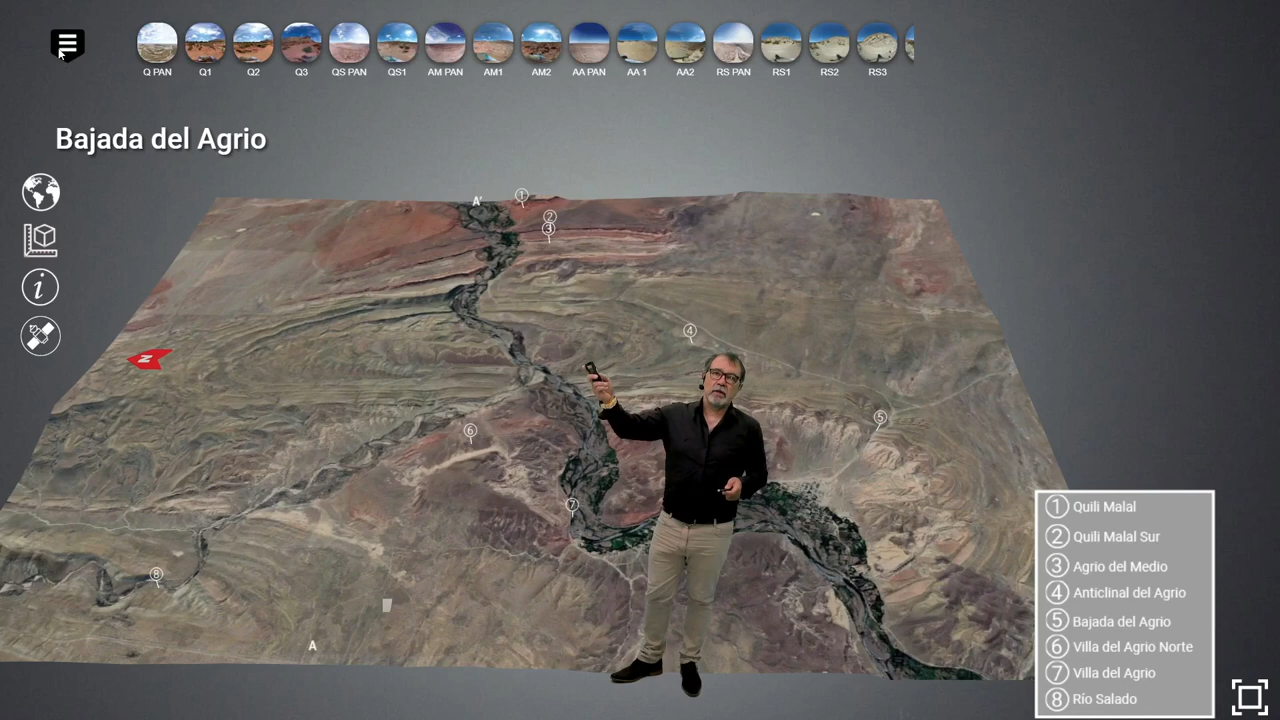 Q PAN
Q1
Q2
Q3
QS PAN
QS1
AM PAN
AM1
AM2
AA PAN
AA 1
AA2
RS PAN
RS1
RS2
RS3
Bajada del Agrio
A'
1
2
3
4
5
6
7
8
N
A
i
1 Quili Malal
2 Quili Malal Sur
3 Agrio del Medio
4 Anticlinal del Agrio
5 Bajada del Agrio
6 Villa del Agrio Norte
7 Villa del Agrio
8 Río Salado